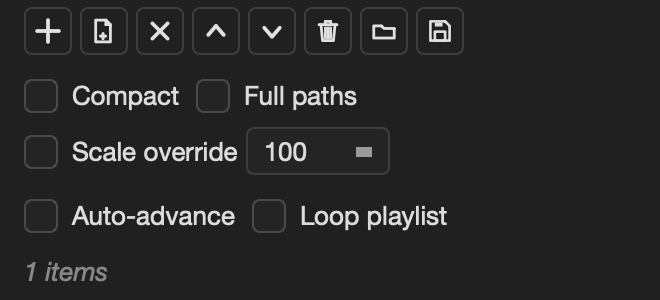 Compact Full paths
Scale override 100
Auto-advance Loop playlist
1 items